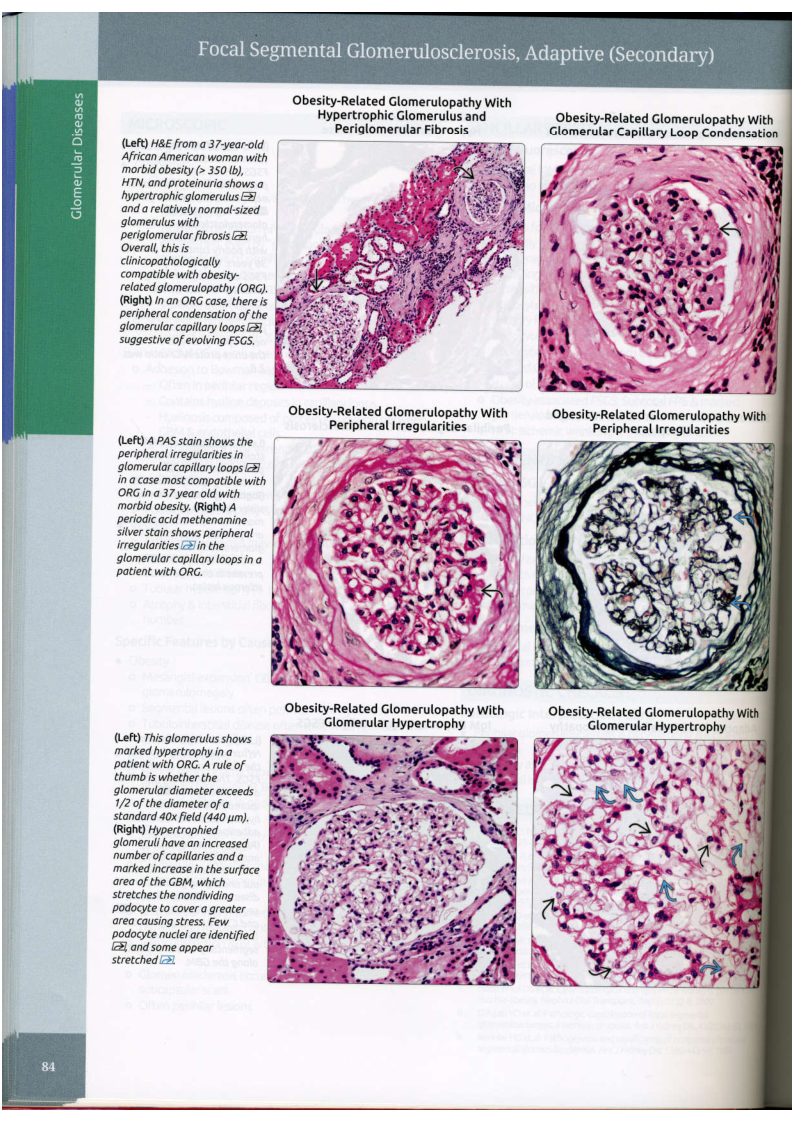 Focal Segmental Glomerulosclerosis, Adaptive (Secondary)
Glomerular Diseases
Obesity-Related Glomerulopathy With
Hypertrophic Glomerulus and
Periglomerular Fibrosis
Obesity-Related Glomerulopathy With
Glomerular Capillary Loop Condensation
(Left) H&E from a 37-year-old
African American woman with
morbid obesity (> 350 lb),
HTN, and proteinuria shows a
hypertrophic glomerulus
and a relatively normal-sized
glomerulus with
periglomerular fibrosis.
Overall, this is
clinicopathologically
compatible with obesity-
related glomerulopathy (ORG).
(Right) In an ORG case, there is
peripheral condensation of the
glomerular capillary loops,
suggestive of evolving FSGS.
Obesity-Related Glomerulopathy With
Peripheral Irregularities
Obesity-Related Glomerulopathy With
Peripheral Irregularities
(Left) A PAS stain shows the
peripheral irregularities in
glomerular capillary loops
in a case most compatible with
ORG in a 37 year old with
morbid obesity. (Right) A
periodic acid methenamine
silver stain shows peripheral
irregularities in the
glomerular capillary loops in a
patient with ORG.
Specific Features by Cause
Obesity
Obesity-Related Glomerulopathy With
Glomerular Hypertrophy
Obesity-Related Glomerulopathy With
Glomerular Hypertrophy
(Left) This glomerulus shows
marked hypertrophy in a
patient with ORG. A rule of
thumb is whether the
glomerular diameter exceeds
1/2 of the diameter of a
standard 40x field (440 µm).
(Right) Hypertrophied
glomeruli have an increased
number of capillaries and a
marked increase in the surface
area of the GBM, which
stretches the nondividing
podocyte to cover a greater
area causing stress. Few
podocyte nuclei are identified
, and some appear
stretched.
84